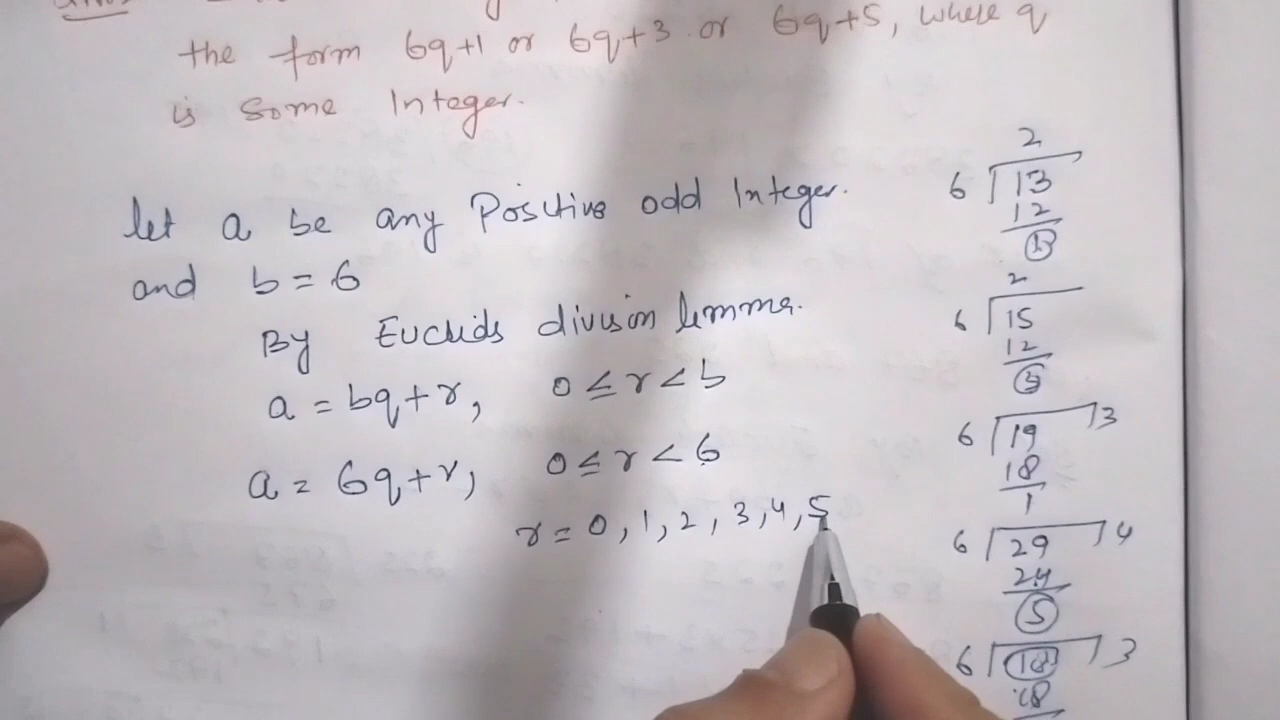 the form 6q+1 or 6q+3 or 6q+5, where q
is some Integer.
let a be any Positive odd Integer.
and b = 6
By Euclids division lemma.
a = bq+r, 0 ≤ r < b
a = 6q+r, 0 ≤ r < 6
r = 0, 1, 2, 3, 4, 5
2
6 13
12
2
6 15
12
3
6 19 3
18
1
6 29 4
24
5
6 18 3
18